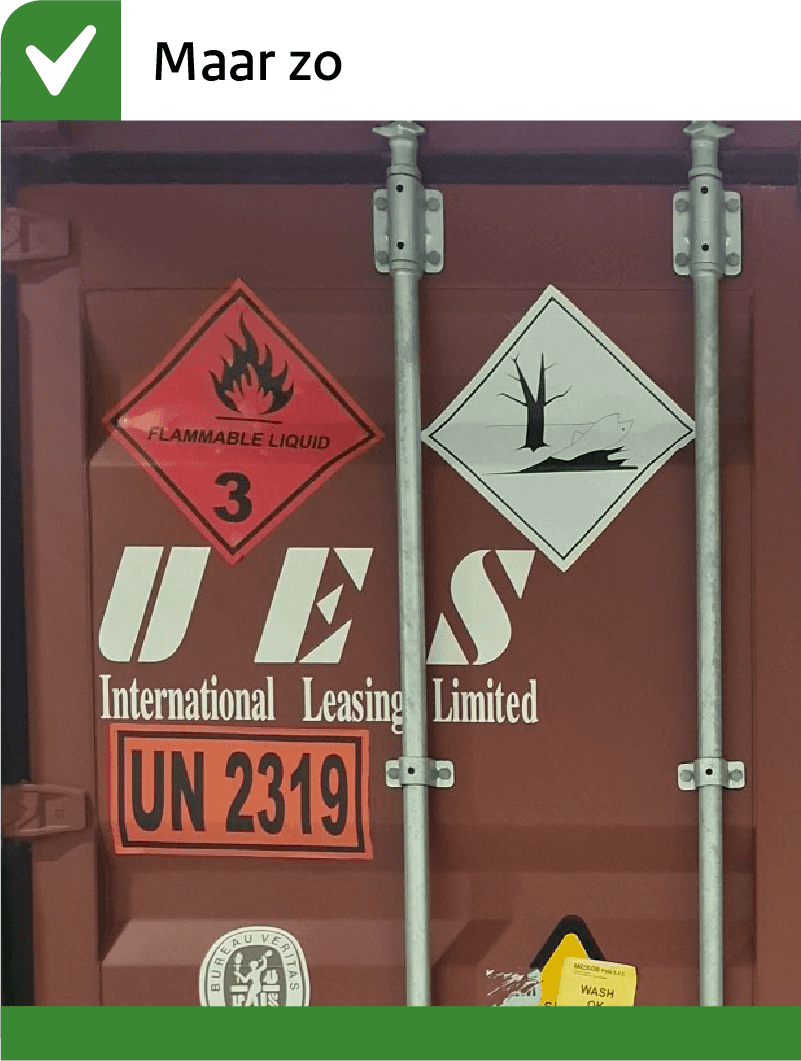 Maar zo
FLAMMABLE LIQUID
3
UES
International Leasing Limited
UN 2319
BUREAU VERITAS
WASH
OK